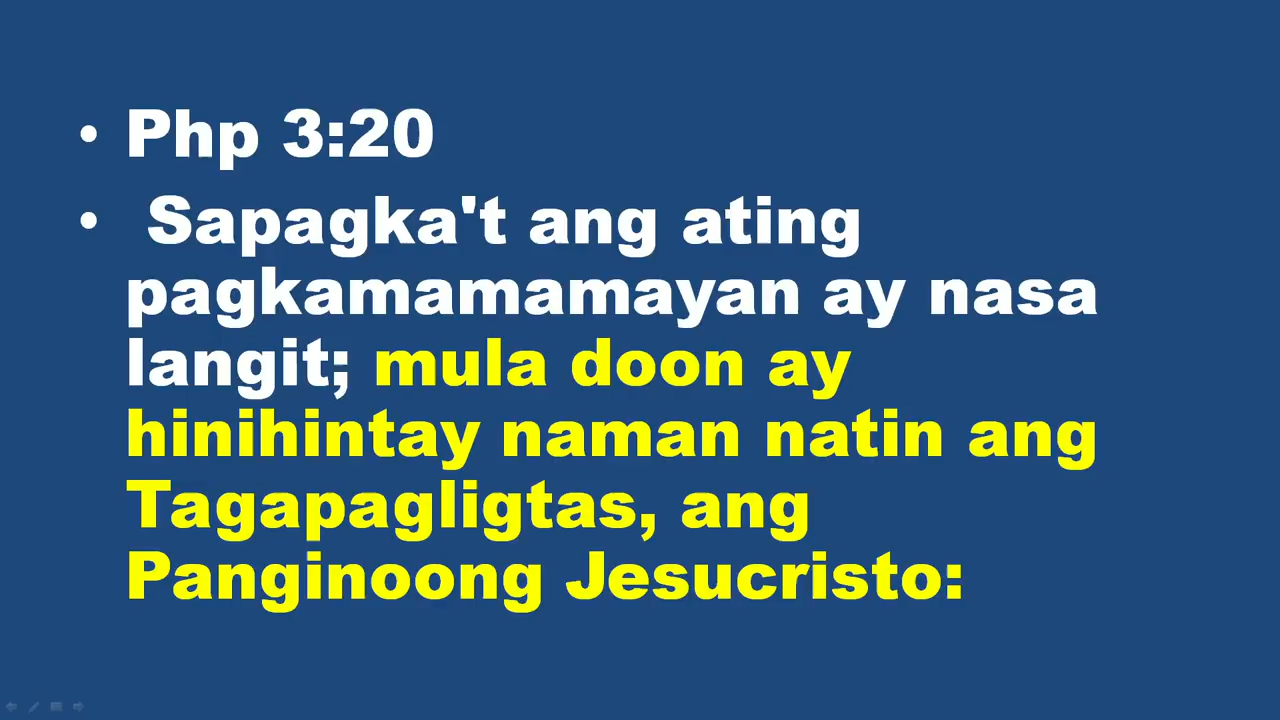 • Php 3:20
• Sapagka't ang ating
pagkamamamayan ay nasa
langit; mula doon ay
hinihintay naman natin ang
Tagapagligtas, ang
Panginoong Jesucristo: